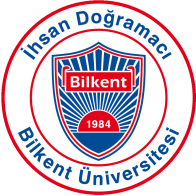 İhsan Doğramacı
Bilkent
1984
Bilkent Üniversitesi